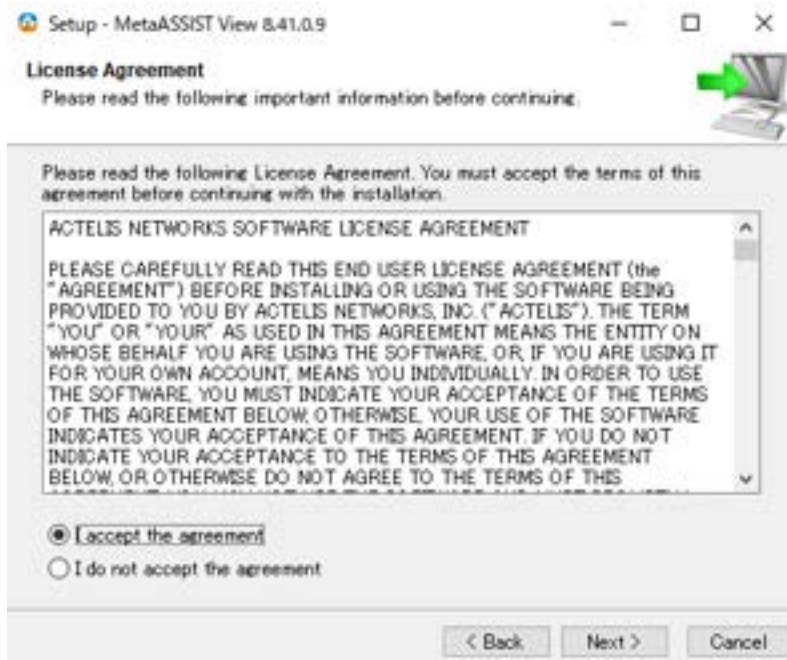 Setup - MetaASSIST View 8.41.0.9
License Agreement
Please read the following important information before continuing.
Please read the following License Agreement. You must accept the terms of this
agreement before continuing with the installation.
ACTELIS NETWORKS SOFTWARE LICENSE AGREEMENT
PLEASE CAREFULLY READ THIS END USER LICENSE AGREEMENT (the
"AGREEMENT") BEFORE INSTALLING OR USING THE SOFTWARE BEING
PROVIDED TO YOU BY ACTELIS NETWORKS, INC. ("ACTELIS"). THE TERM
"YOU" OR "YOUR" AS USED IN THIS AGREEMENT MEANS THE ENTITY ON
WHOSE BEHALF YOU ARE USING THE SOFTWARE, OR, IF YOU ARE USING IT
FOR YOUR OWN ACCOUNT, MEANS YOU INDIVIDUALLY. IN ORDER TO USE
THE SOFTWARE, YOU MUST INDICATE YOUR ACCEPTANCE OF THE TERMS
OF THIS AGREEMENT BELOW; OTHERWISE, YOUR USE OF THE SOFTWARE
INDICATES YOUR ACCEPTANCE OF THIS AGREEMENT. IF YOU DO NOT
INDICATE YOUR ACCEPTANCE TO THE TERMS OF THIS AGREEMENT
BELOW, OR OTHERWISE DO NOT AGREE TO THE TERMS OF THIS
I accept the agreement
I do not accept the agreement
< Back
Next >
Cancel